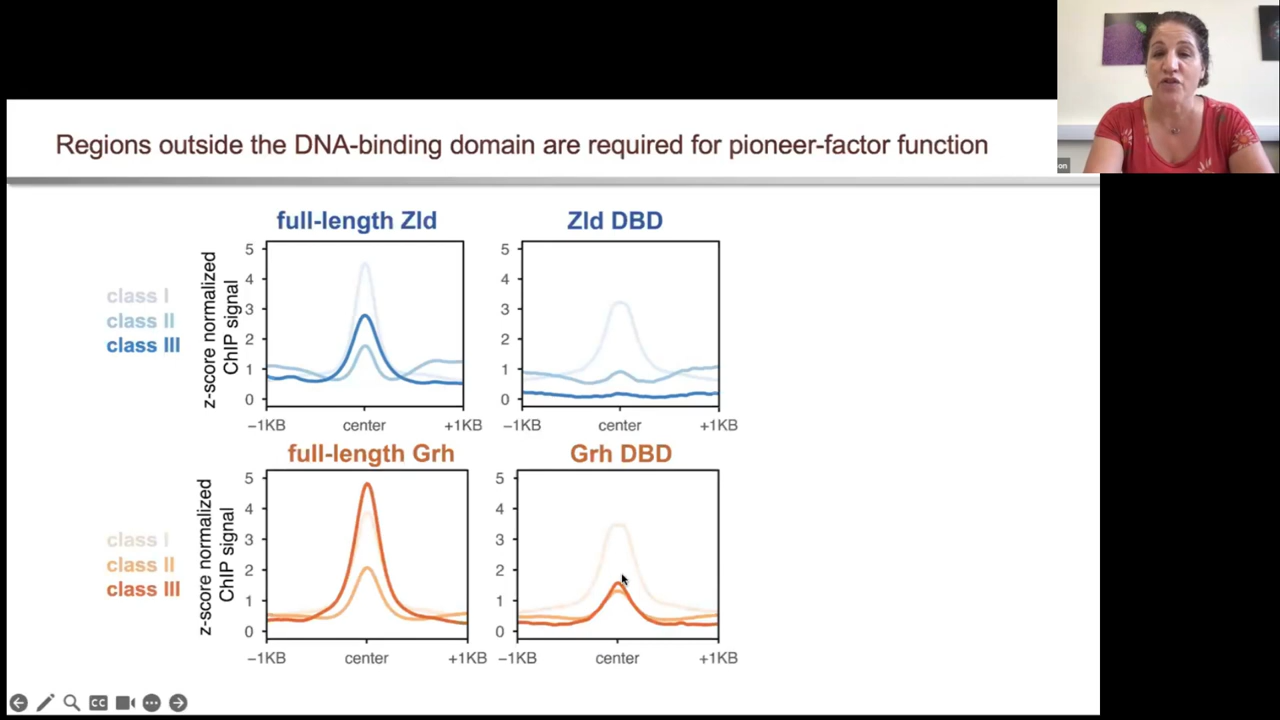 Regions outside the DNA-binding domain are required for pioneer-factor function
full-length Zld
Zld DBD
class I
class II
class III
z-score normalized
ChIP signal
5
4
3
2
1
0
−1KB
center
+1KB
5
4
3
2
1
0
−1KB
center
+1KB
full-length Grh
Grh DBD
class I
class II
class III
z-score normalized
ChIP signal
5
4
3
2
1
0
−1KB
center
+1KB
5
4
3
2
1
0
−1KB
center
+1KB
CC
on